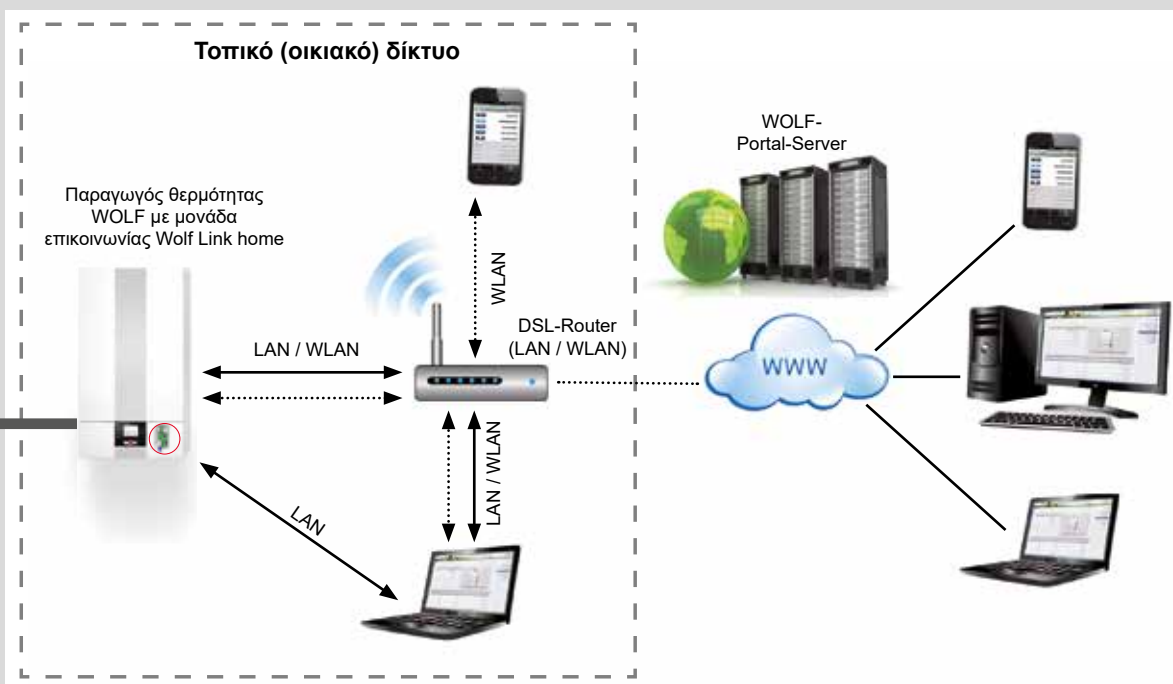 Τοπικό (οικιακό) δίκτυο
WOLF-
Portal-Server
Παραγωγός θερμότητας
WOLF με μονάδα
επικοινωνίας Wolf Link home
WLAN
DSL-Router
(LAN / WLAN)
LAN / WLAN
WWW
LAN / WLAN
LAN